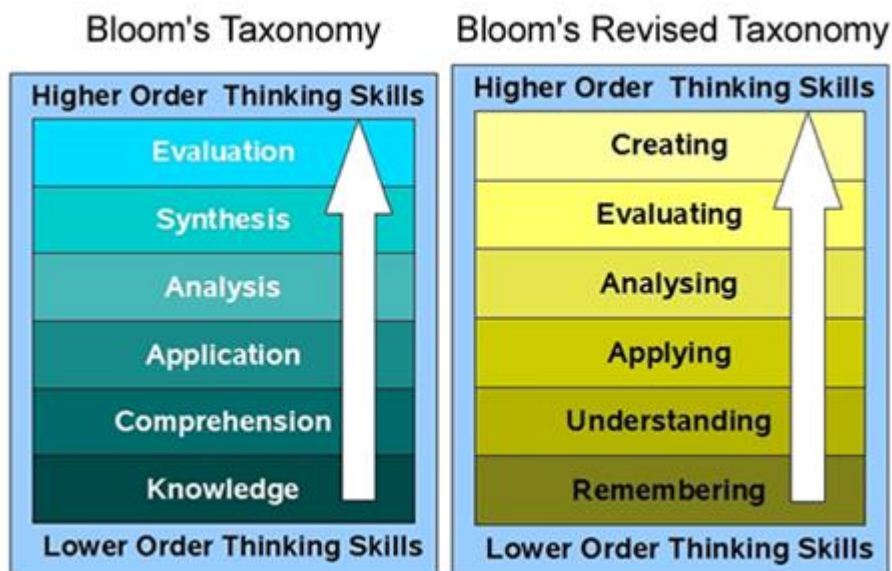 Bloom's Taxonomy
Higher Order Thinking Skills
Evaluation
Synthesis
Analysis
Application
Comprehension
Knowledge
Lower Order Thinking Skills
Bloom's Revised Taxonomy
Higher Order Thinking Skills
Creating
Evaluating
Analysing
Applying
Understanding
Remembering
Lower Order Thinking Skills